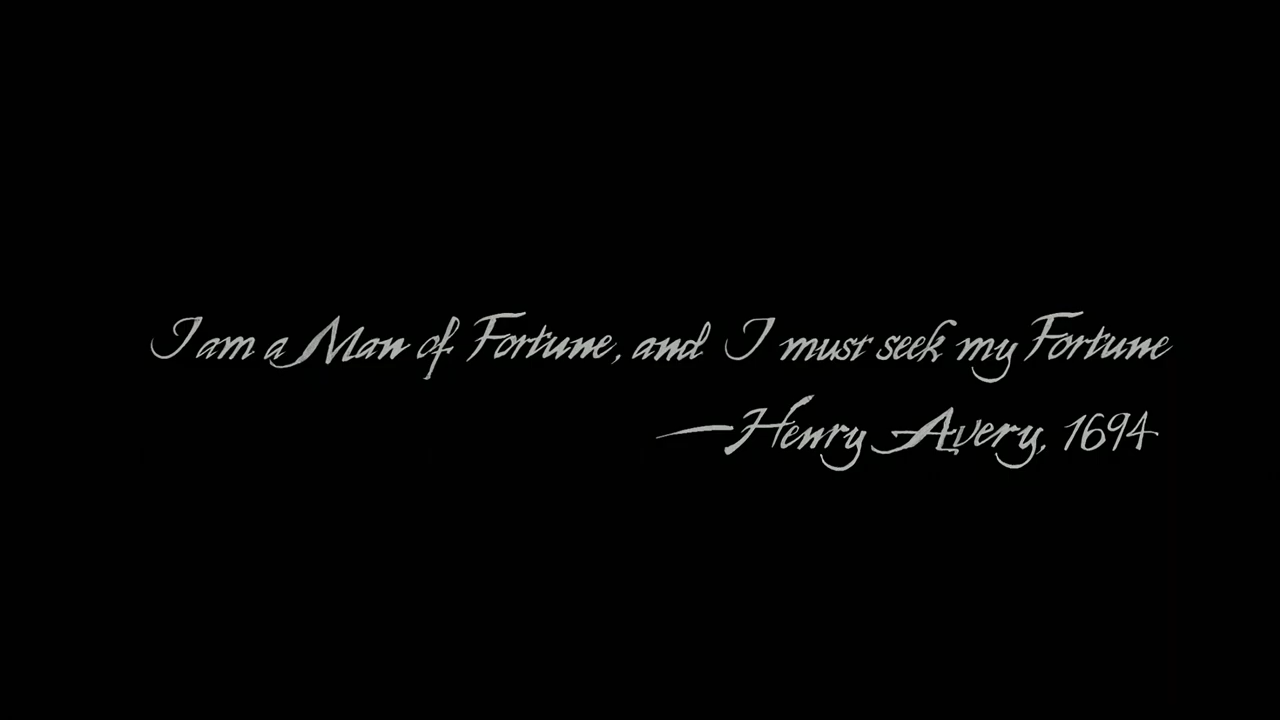 I am a Man of Fortune, and I must seek my Fortune
—Henry Avery, 1694